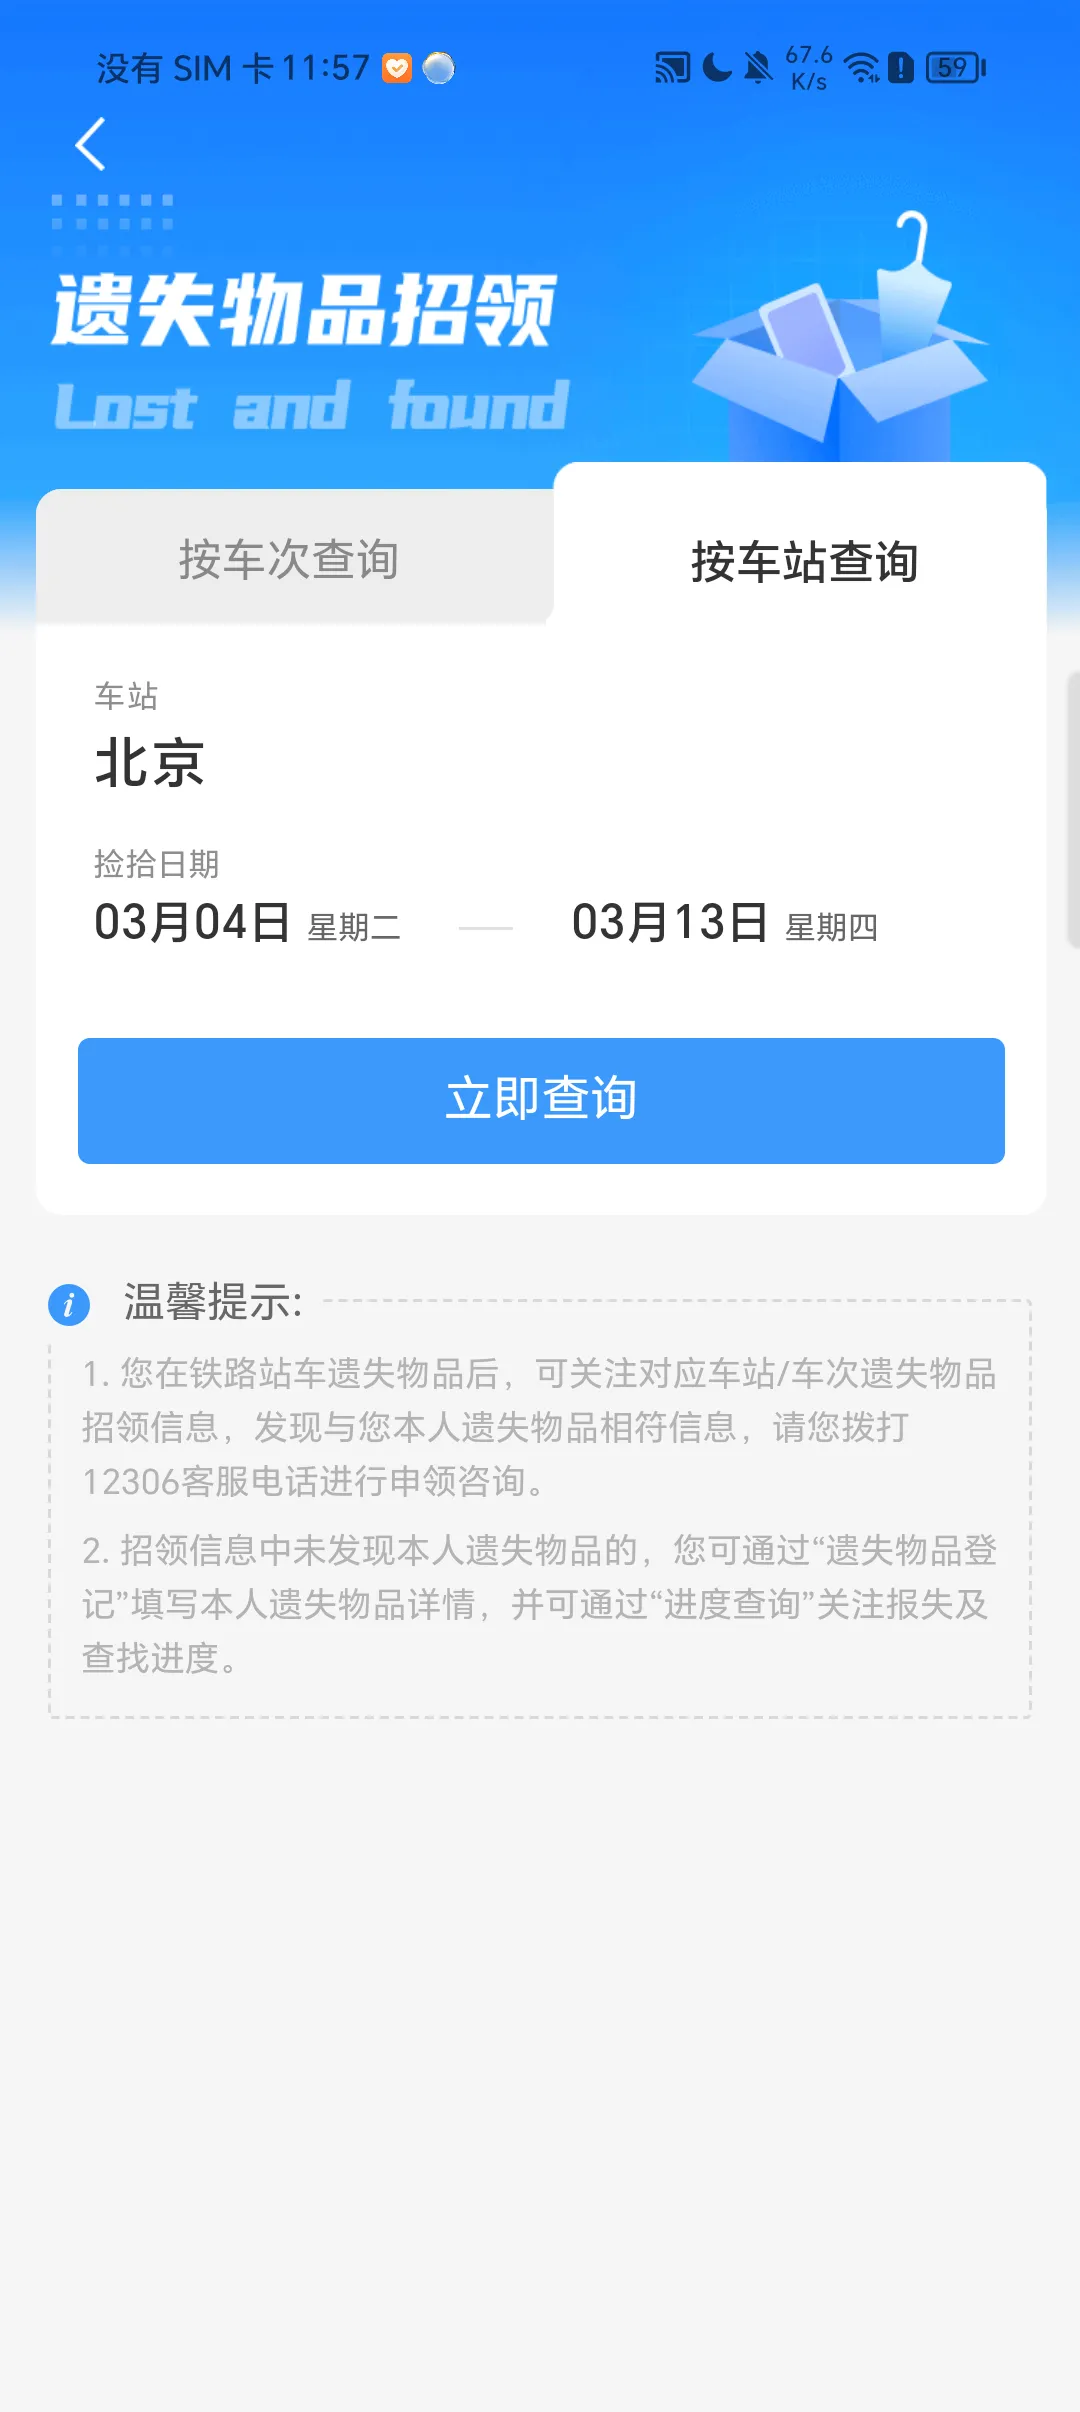 没有 SIM 卡 11:57
67.6 K/s
59
遗失物品招领
Lost and found
按车次查询
按车站查询
车站
北京
捡拾日期
03月04日 星期二 — 03月13日 星期四
立即查询
温馨提示:
1. 您在铁路站车遗失物品后，可关注对应车站/车次遗失物品
招领信息，发现与您本人遗失物品相符信息，请您拨打
12306客服电话进行申领咨询。
2. 招领信息中未发现本人遗失物品的，您可通过“遗失物品登
记”填写本人遗失物品详情，并可通过“进度查询”关注报失及
查找进度。